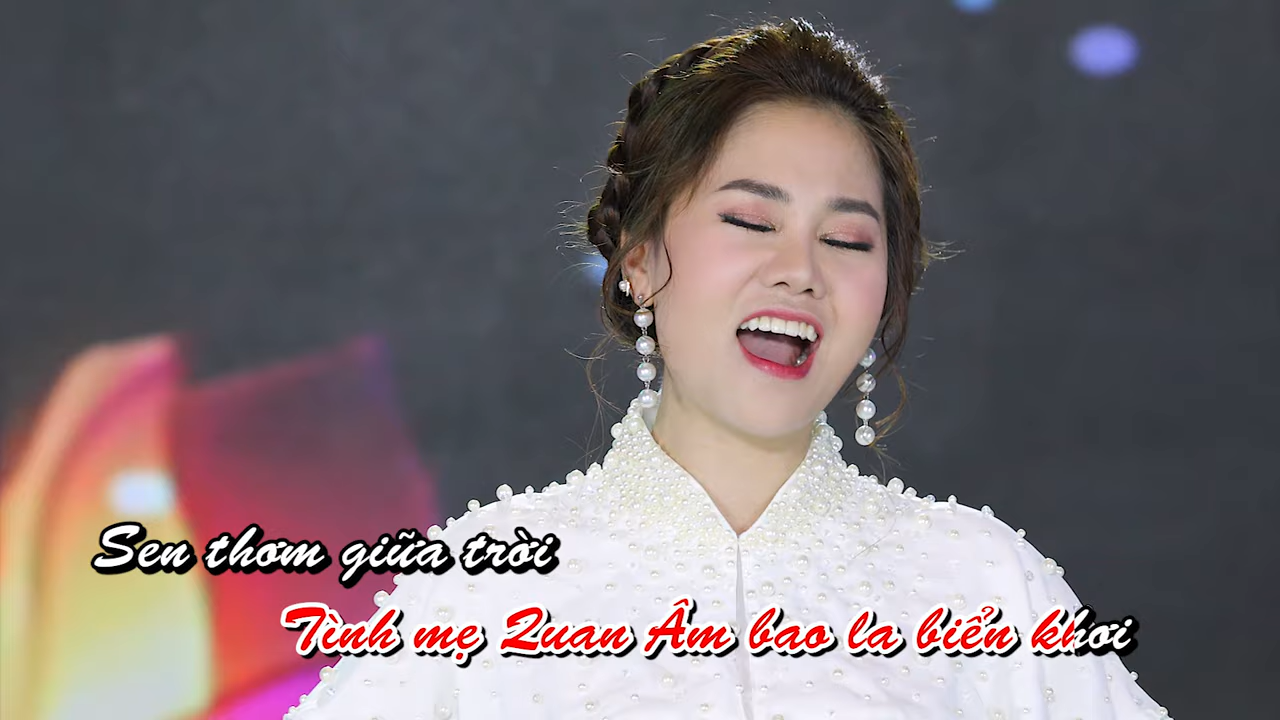 Sen thơm giữa trời
Tình mẹ Quan Âm bao la biển khơi